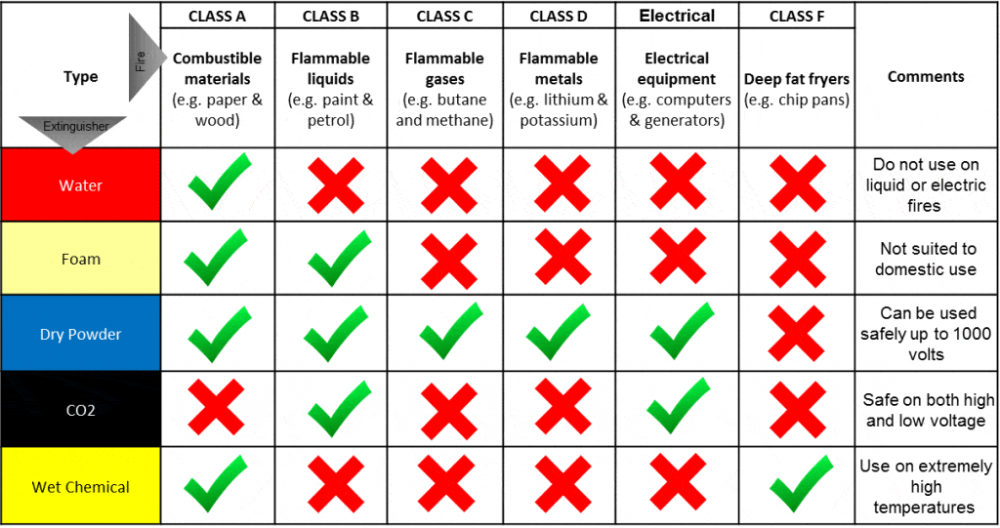 CLASS A
CLASS B
CLASS C
CLASS D
Electrical
CLASS F
Type
Fire
Extinguisher
Combustible
materials
(e.g. paper &
wood)
Flammable
liquids
(e.g. paint &
petrol)
Flammable
gases
(e.g. butane
and methane)
Flammable
metals
(e.g. lithium &
potassium)
Electrical
equipment
(e.g. computers
& generators)
Deep fat fryers
(e.g. chip pans)
Comments
Water
Do not use on
liquid or electric
fires
Foam
Not suited to
domestic use
Dry Powder
Can be used
safely up to 1000
volts
CO2
Safe on both high
and low voltage
Wet Chemical
Use on extremely
high
temperatures